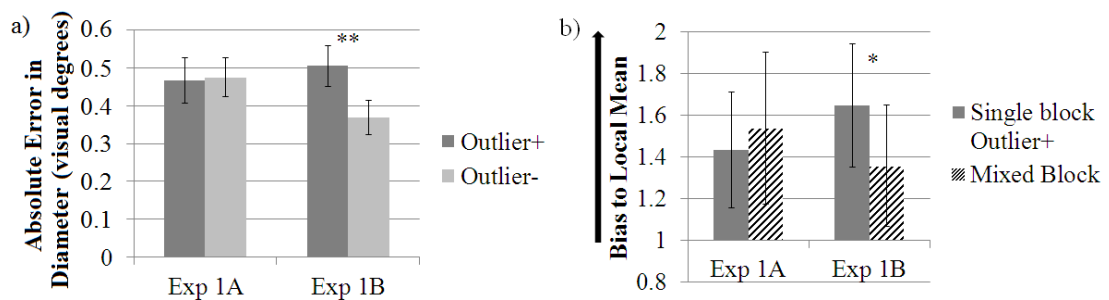 a)
Absolute Error in
Diameter (visual degrees)
0.6
0.5
0.4
0.3
0.2
0.1
0
**
Exp 1A
Exp 1B
Outlier+
Outlier-
b)
Bias to Local Mean
2
1.8
1.6
1.4
1.2
1
0.8
*
Exp 1A
Exp 1B
Single block
Outlier+
Mixed Block